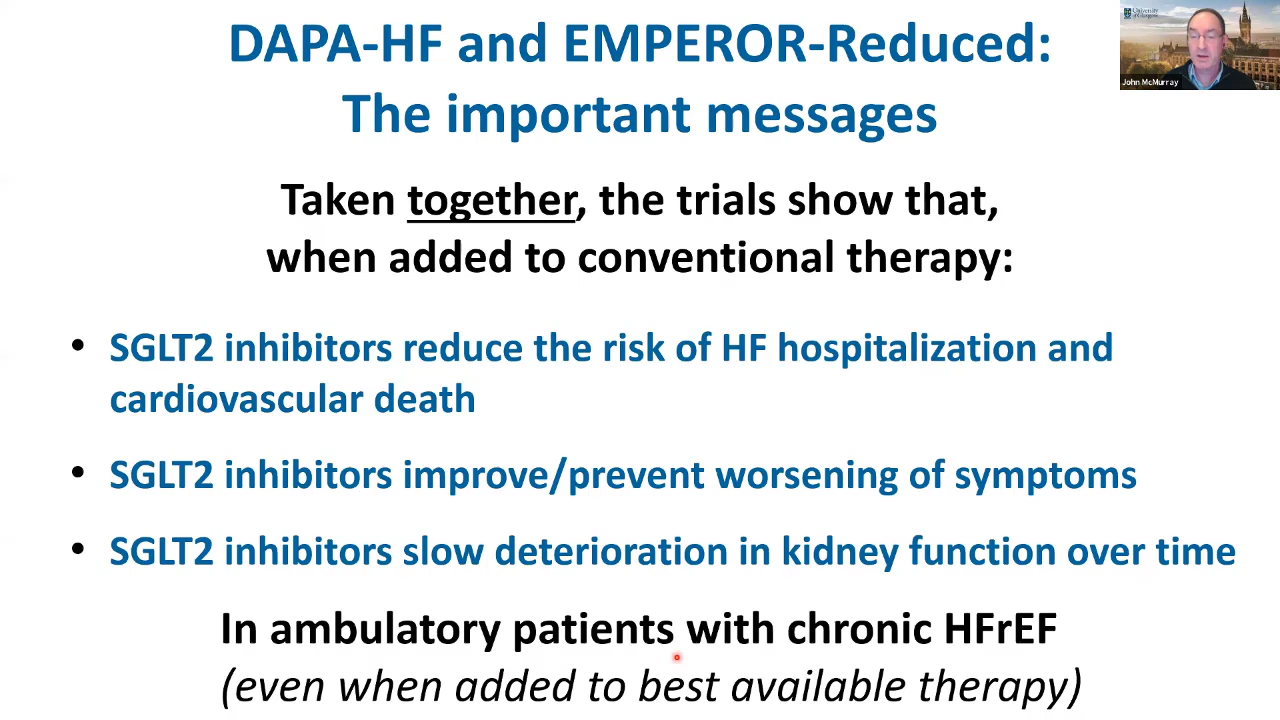 DAPA-HF and EMPEROR-Reduced:
The important messages
University
of Glasgow
John McMurray
Taken together, the trials show that,
when added to conventional therapy:
• SGLT2 inhibitors reduce the risk of HF hospitalization and
cardiovascular death
• SGLT2 inhibitors improve/prevent worsening of symptoms
• SGLT2 inhibitors slow deterioration in kidney function over time
In ambulatory patients with chronic HFrEF
(even when added to best available therapy)